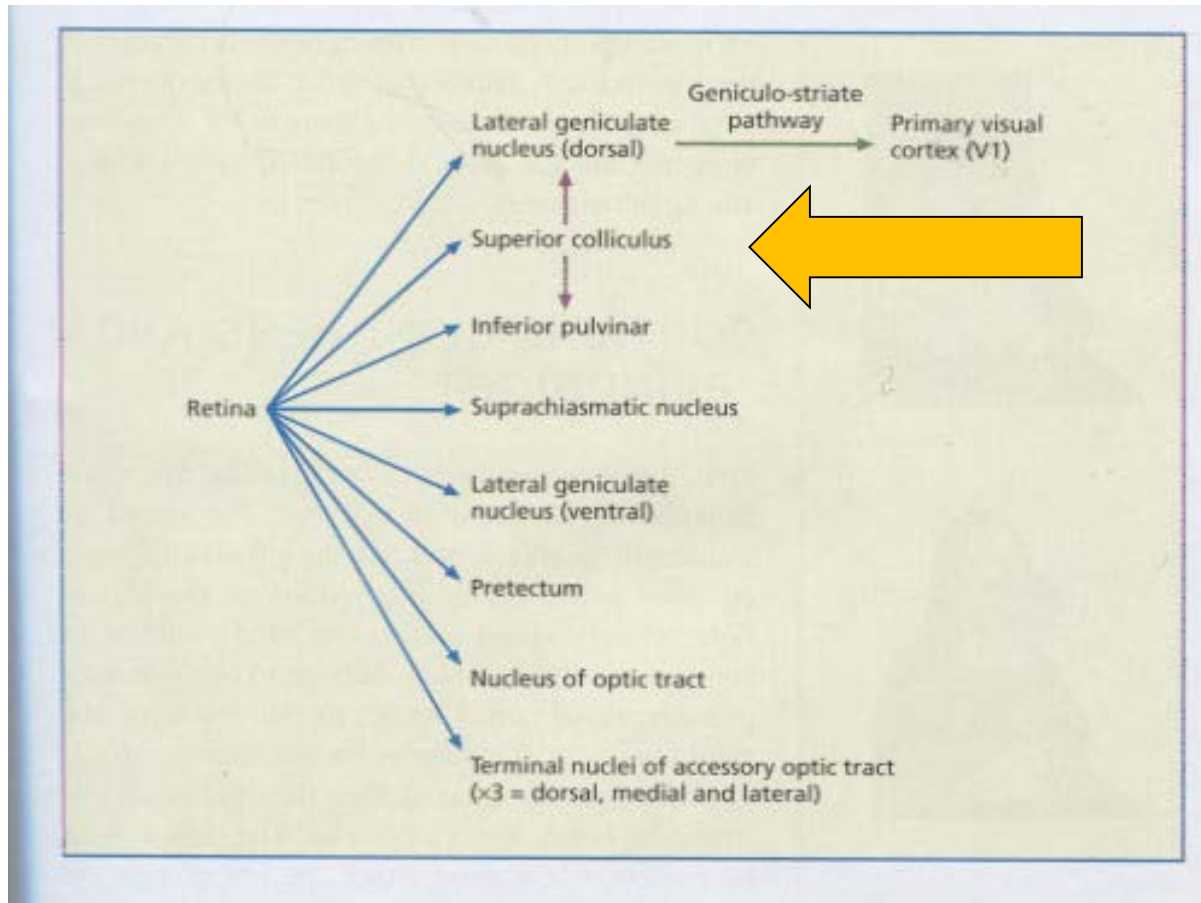 Lateral geniculate
nucleus (dorsal)
Geniculo-striate
pathway
Primary visual
cortex (V1)
Superior colliculus
Inferior pulvinar
Retina
Suprachiasmatic nucleus
Lateral geniculate
nucleus (ventral)
Pretectum
Nucleus of optic tract
Terminal nuclei of accessory optic tract
(×3 = dorsal, medial and lateral)